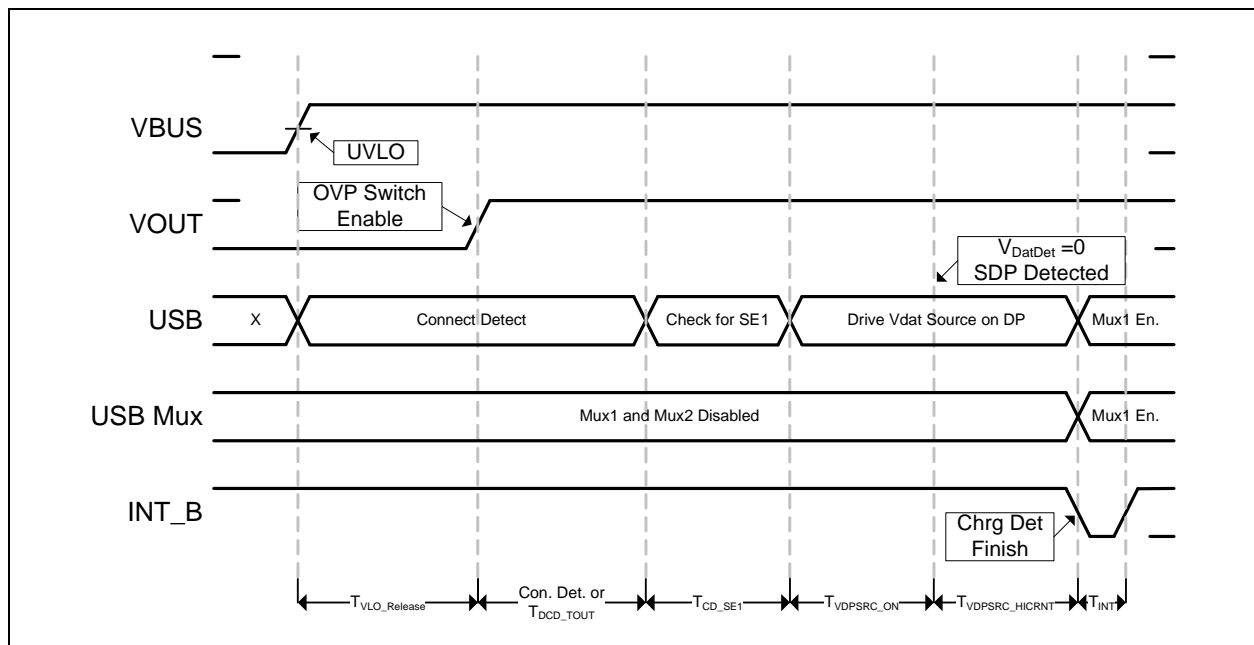 VBUS
UVLO
OVP Switch
Enable
VOUT
V_DatDet =0
SDP Detected
USB
X
Connect Detect
Check for SE1
Drive Vdat Source on DP
Mux1 En.
USB Mux
Mux1 and Mux2 Disabled
Mux1 En.
INT_B
Chrg Det
Finish
T_VLO_Release
Con. Det. or
T_DCD_TOUT
T_CD_SE1
T_VDPSRC_ON
T_VDPSRC_HICRNT
T_INT